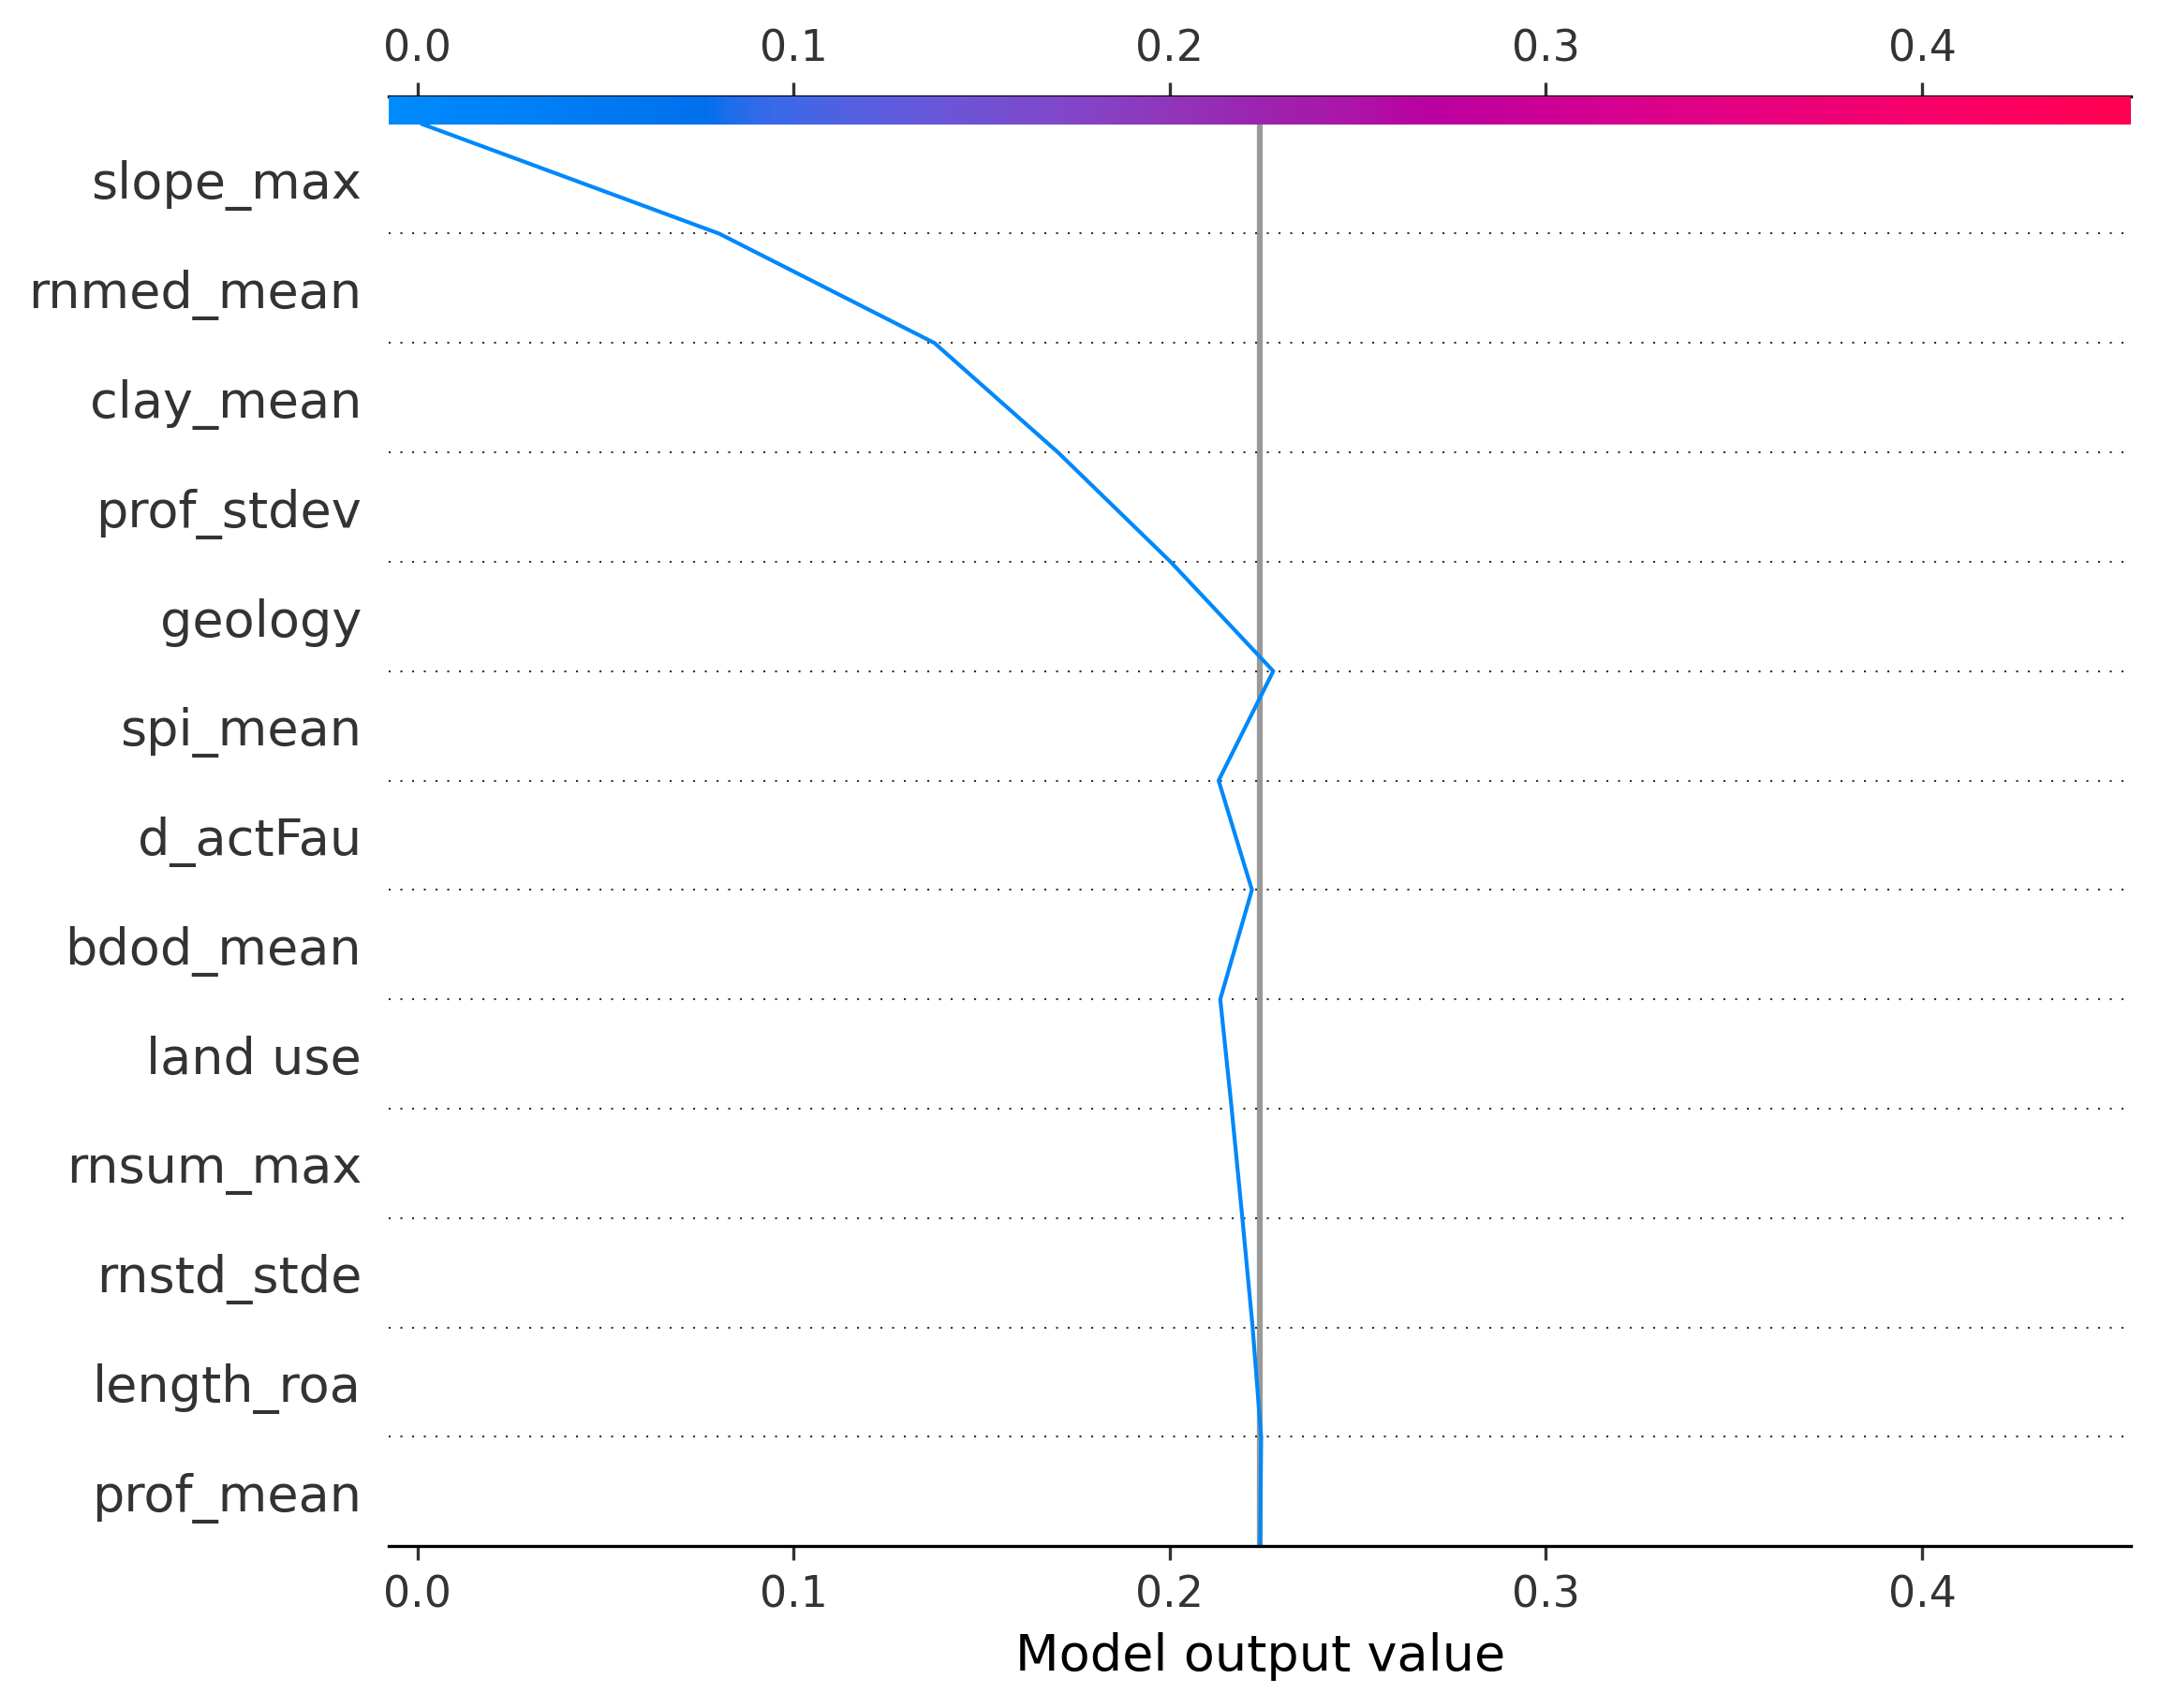 0.0 0.1 0.2 0.3 0.4
slope_max
rnmed_mean
clay_mean
prof_stdev
geology
spi_mean
d_actFau
bdod_mean
land use
rnsum_max
rnstd_stde
length_roa
prof_mean
0.0 0.1 0.2 0.3 0.4
Model output value